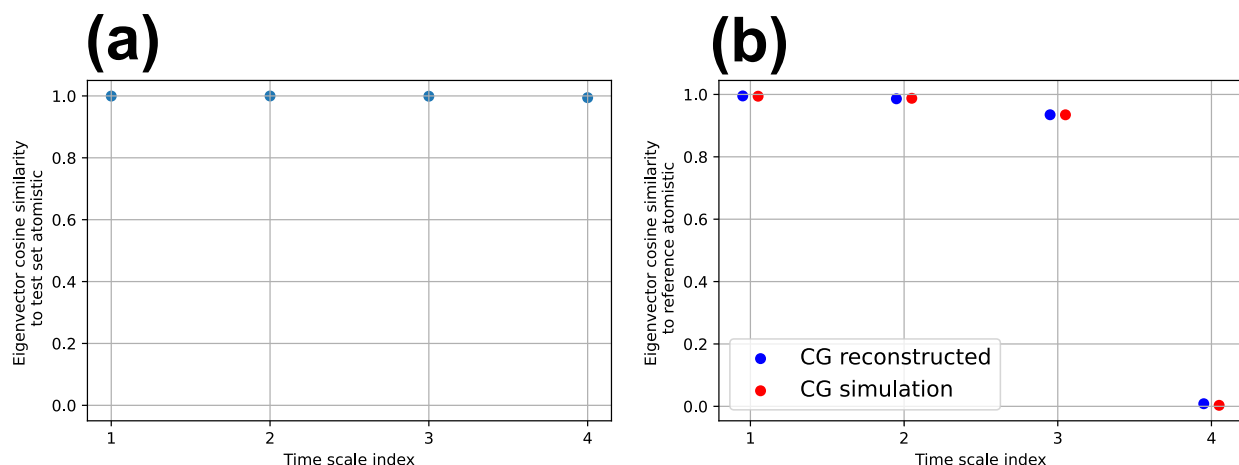 (a)
Eigenvector cosine similarity
to test set atomistic
1.0
0.8
0.6
0.4
0.2
0.0
1 2 3 4
Time scale index
(b)
Eigenvector cosine similarity
to reference atomistic
1.0
0.8
0.6
0.4
0.2
0.0
CG reconstructed
CG simulation
1 2 3 4
Time scale index